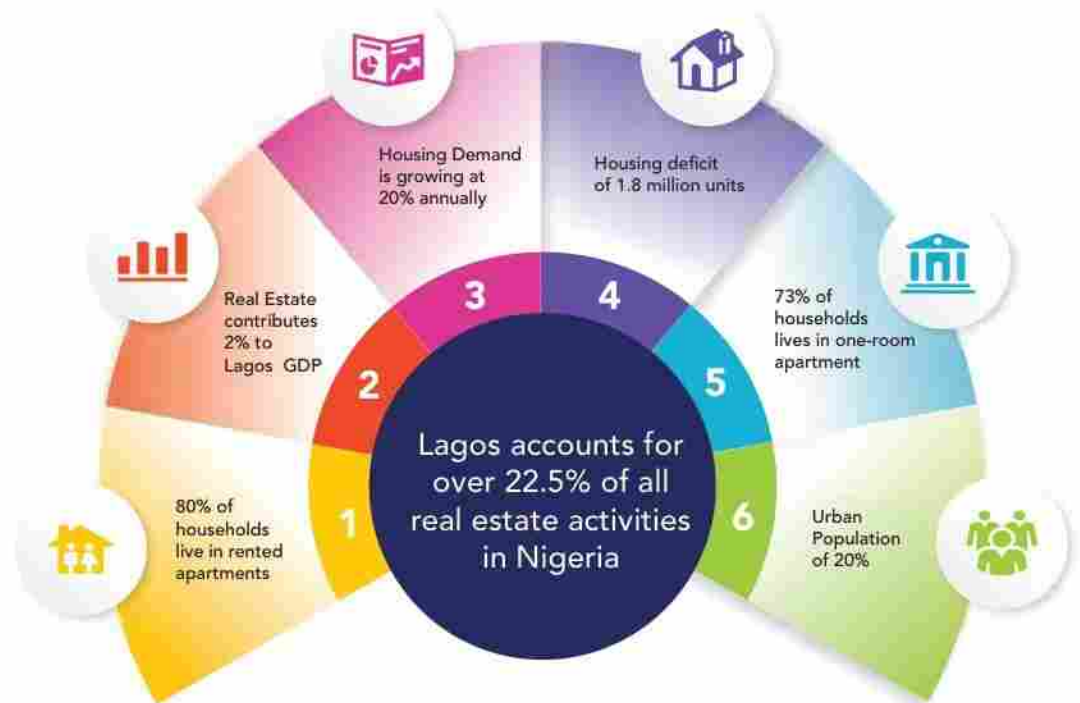 Housing Demand
is growing at
20% annually
Housing deficit
of 1.8 million units
Real Estate
contributes
2% to
Lagos GDP
73% of
households
lives in one-room
apartment
80% of
households
live in rented
apartments
Urban
Population
of 20%
1
2
3
4
5
6
Lagos accounts for
over 22.5% of all
real estate activities
in Nigeria